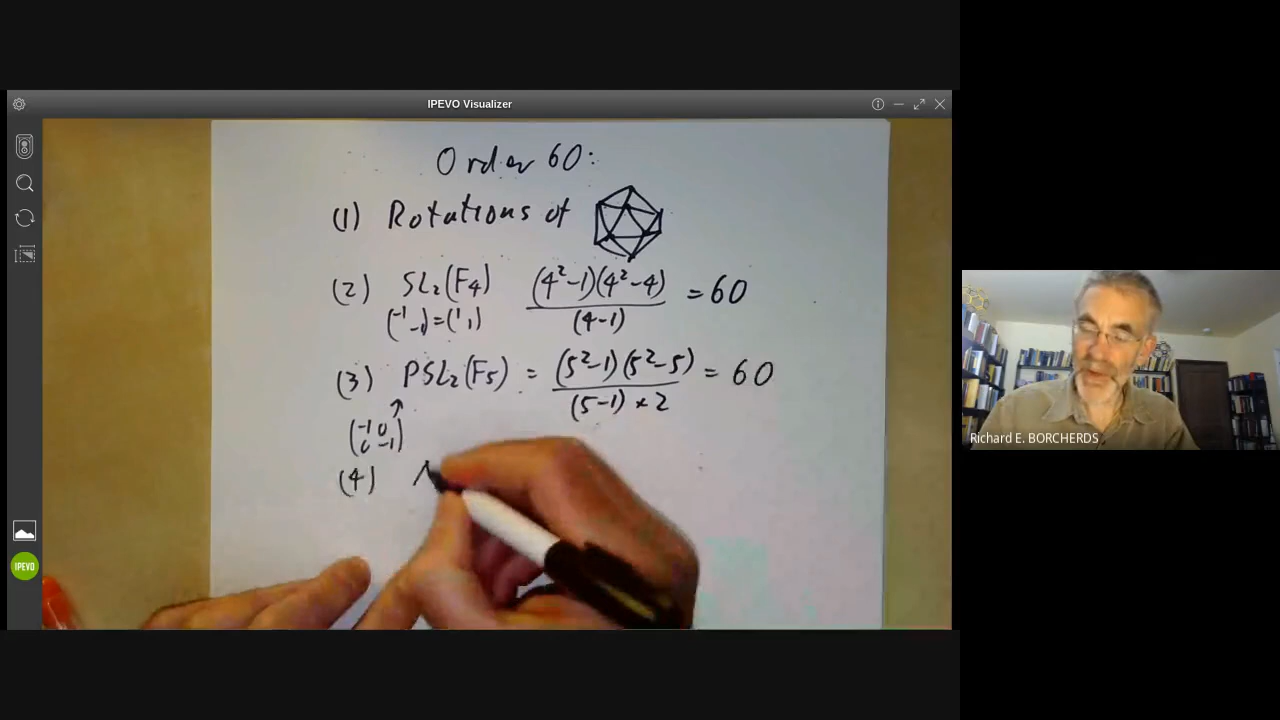 IPEVO Visualizer
Order 60:
(1) Rotations of
(2) SL₂(F₄) (4²-1)(4²-4) / (4-1) = 60
(-1 -1) = (1 1)
(3) PSL₂(F₅) = (5²-1)(5²-5) / (5-1) × 2 = 60
↑
(-1 0
0 -1)
(4)
IPEVO
Richard E. BORCHERDS